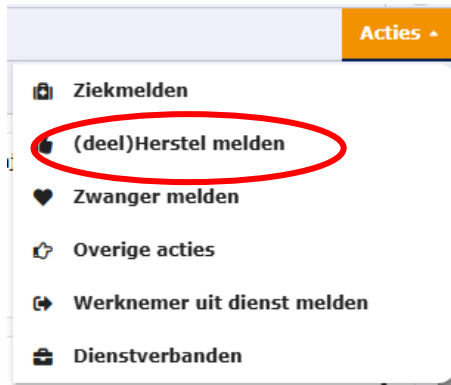 Acties
Ziekmelden
(deel)Herstel melden
Zwanger melden
Overige acties
Werknemer uit dienst melden
Dienstverbanden